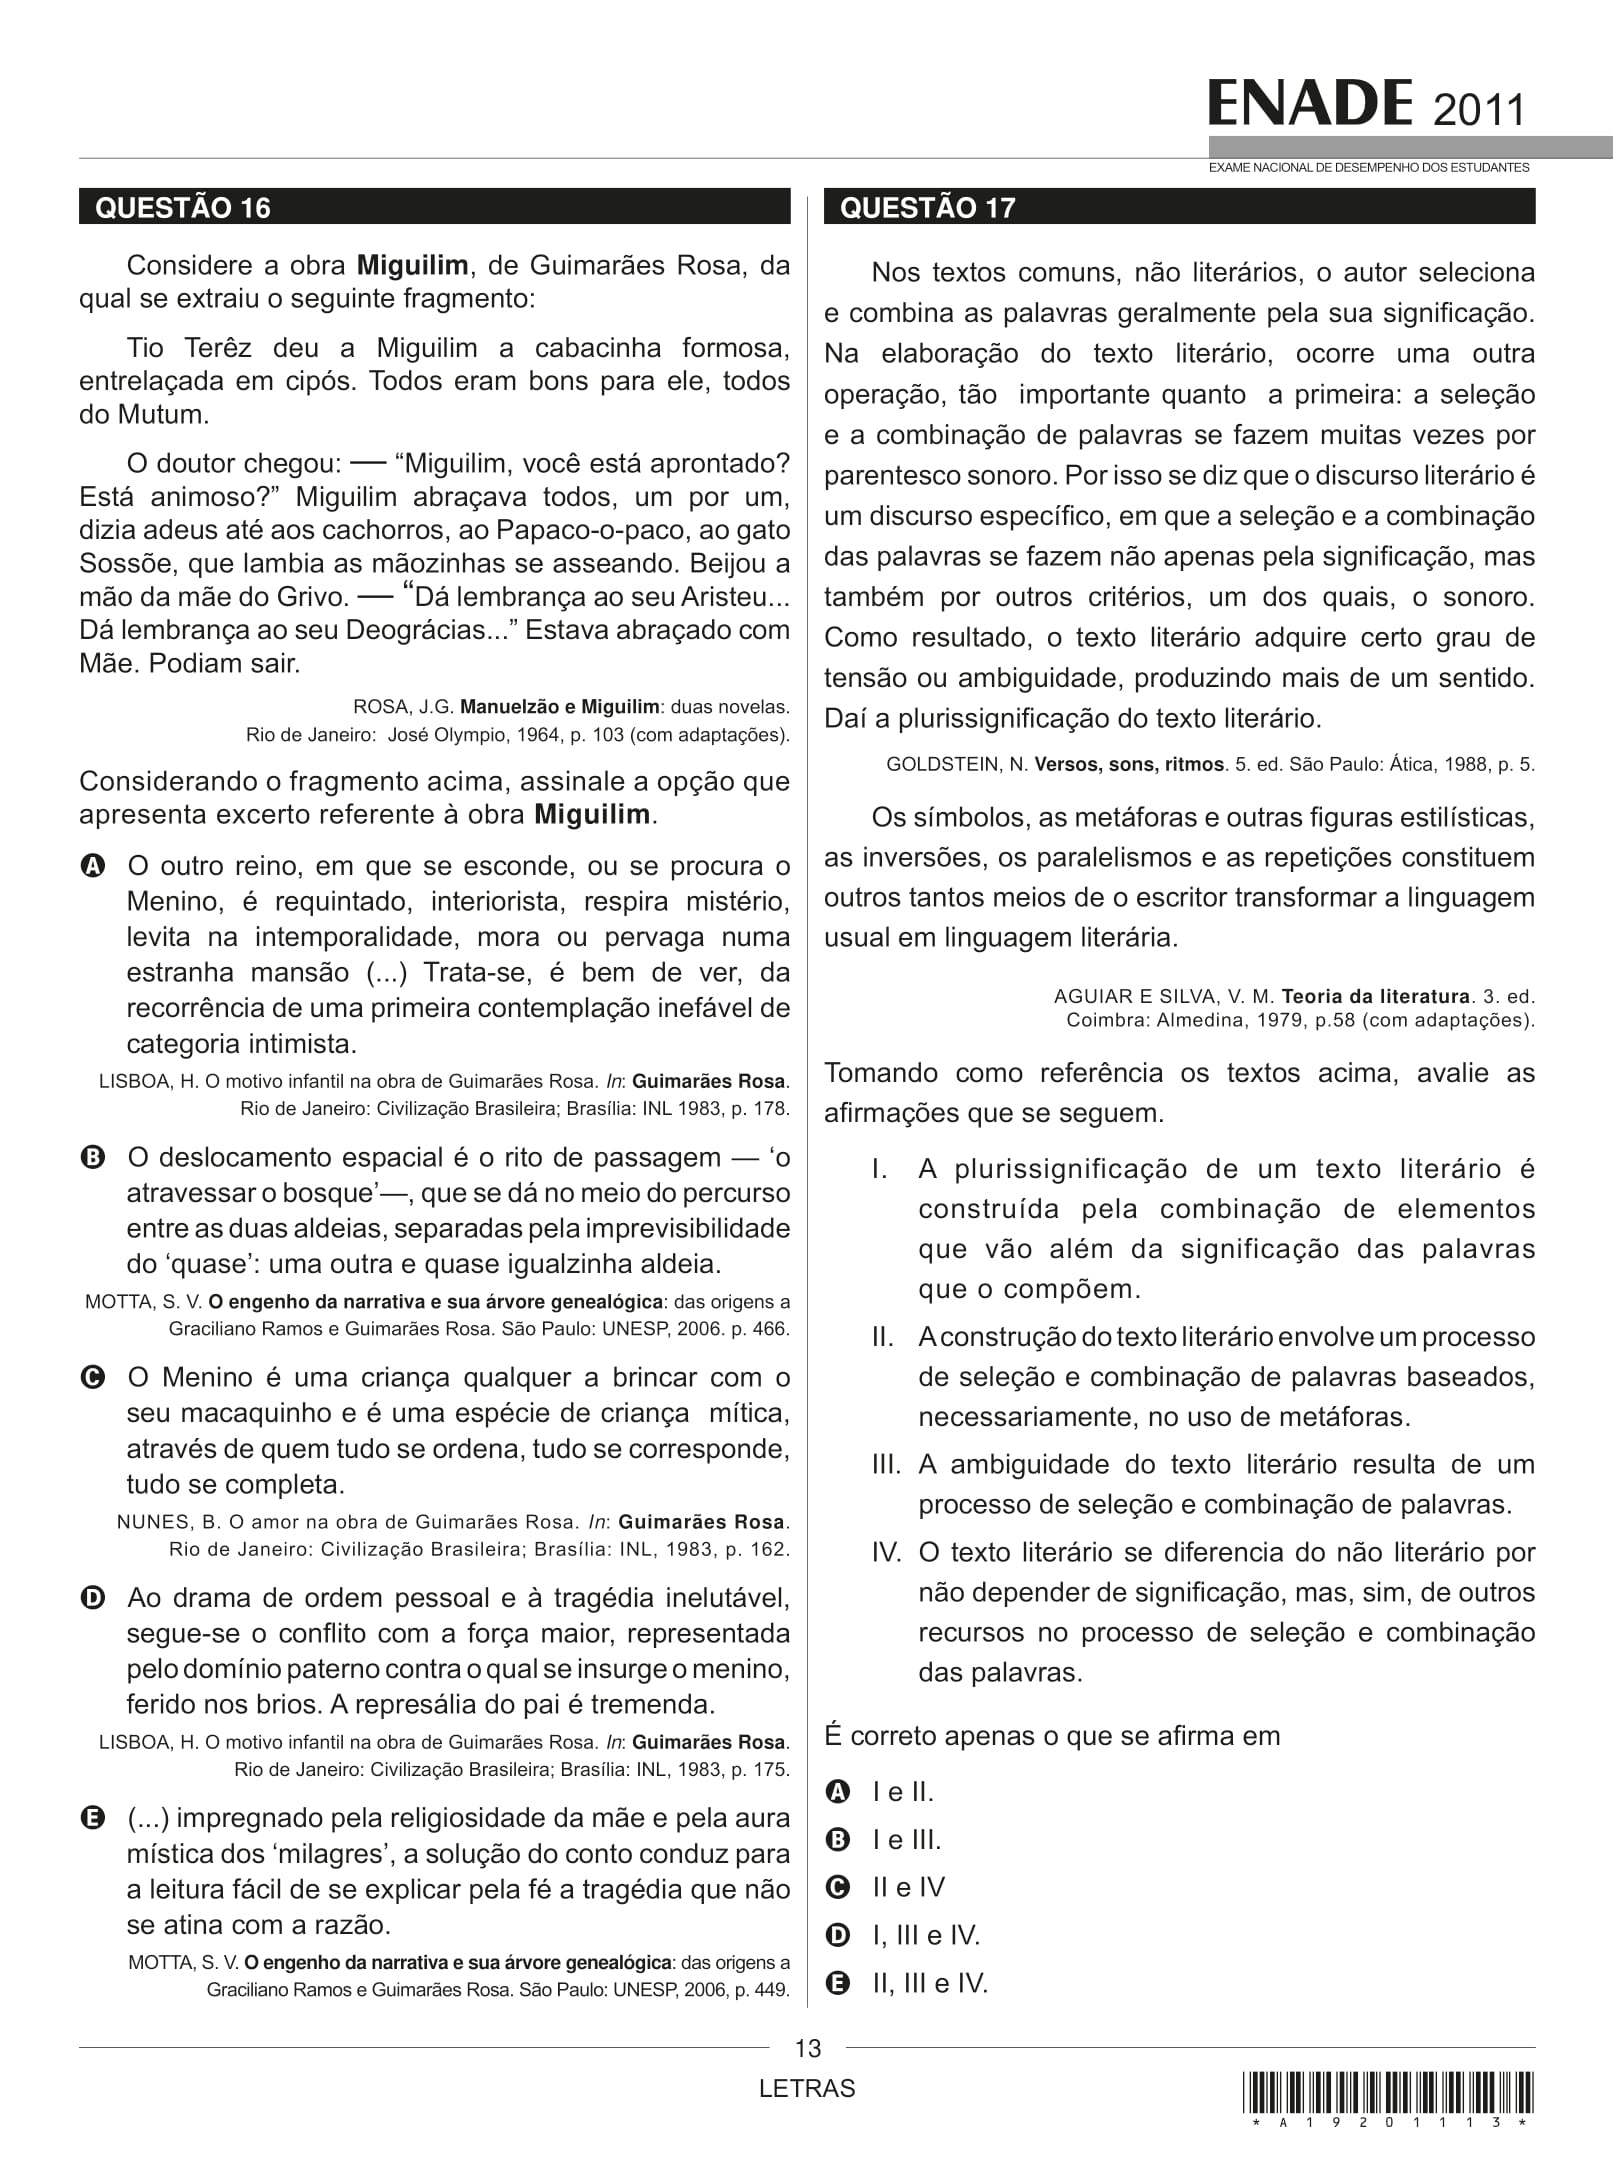 ENADE 2011
EXAME NACIONAL DE DESEMPENHO DOS ESTUDANTES
QUESTÃO 16
Considere a obra Miguilim, de Guimarães Rosa, da
qual se extraiu o seguinte fragmento:
Tio Terêz deu a Miguilim a cabacinha formosa,
entrelaçada em cipós. Todos eram bons para ele, todos
do Mutum.
O doutor chegou: — “Miguilim, você está aprontado?
Está animoso?” Miguilim abraçava todos, um por um,
dizia adeus até aos cachorros, ao Papaco-o-paco, ao gato
Sossõe, que lambia as mãozinhas se asseando. Beijou a
mão da mãe do Grivo. — “Dá lembrança ao seu Aristeu...
Dá lembrança ao seu Deográcias...” Estava abraçado com
Mãe. Podiam sair.
ROSA, J.G. Manuelzão e Miguilim: duas novelas.
Rio de Janeiro: José Olympio, 1964, p. 103 (com adaptações).
Considerando o fragmento acima, assinale a opção que
apresenta excerto referente à obra Miguilim.
A O outro reino, em que se esconde, ou se procura o
Menino, é requintado, interiorista, respira mistério,
levita na intemporalidade, mora ou pervaga numa
estranha mansão (...) Trata-se, é bem de ver, da
recorrência de uma primeira contemplação inefável de
categoria intimista.
LISBOA, H. O motivo infantil na obra de Guimarães Rosa. In: Guimarães Rosa.
Rio de Janeiro: Civilização Brasileira; Brasília: INL 1983, p. 178.
B O deslocamento espacial é o rito de passagem — ‘o
atravessar o bosque’—, que se dá no meio do percurso
entre as duas aldeias, separadas pela imprevisibilidade
do ‘quase’: uma outra e quase igualzinha aldeia.
MOTTA, S. V. O engenho da narrativa e sua árvore genealógica: das origens a
Graciliano Ramos e Guimarães Rosa. São Paulo: UNESP, 2006. p. 466.
C O Menino é uma criança qualquer a brincar com o
seu macaquinho e é uma espécie de criança mítica,
através de quem tudo se ordena, tudo se corresponde,
tudo se completa.
NUNES, B. O amor na obra de Guimarães Rosa. In: Guimarães Rosa.
Rio de Janeiro: Civilização Brasileira; Brasília: INL, 1983, p. 162.
D Ao drama de ordem pessoal e à tragédia inelutável,
segue-se o conflito com a força maior, representada
pelo domínio paterno contra o qual se insurge o menino,
ferido nos brios. A represália do pai é tremenda.
LISBOA, H. O motivo infantil na obra de Guimarães Rosa. In: Guimarães Rosa.
Rio de Janeiro: Civilização Brasileira; Brasília: INL, 1983, p. 175.
E (...) impregnado pela religiosidade da mãe e pela aura
mística dos ‘milagres’, a solução do conto conduz para
a leitura fácil de se explicar pela fé a tragédia que não
se atina com a razão.
MOTTA, S. V. O engenho da narrativa e sua árvore genealógica: das origens a
Graciliano Ramos e Guimarães Rosa. São Paulo: UNESP, 2006, p. 449.
QUESTÃO 17
Nos textos comuns, não literários, o autor seleciona
e combina as palavras geralmente pela sua significação.
Na elaboração do texto literário, ocorre uma outra
operação, tão importante quanto a primeira: a seleção
e a combinação de palavras se fazem muitas vezes por
parentesco sonoro. Por isso se diz que o discurso literário é
um discurso específico, em que a seleção e a combinação
das palavras se fazem não apenas pela significação, mas
também por outros critérios, um dos quais, o sonoro.
Como resultado, o texto literário adquire certo grau de
tensão ou ambiguidade, produzindo mais de um sentido.
Daí a plurissignificação do texto literário.
GOLDSTEIN, N. Versos, sons, ritmos. 5. ed. São Paulo: Ática, 1988, p. 5.
Os símbolos, as metáforas e outras figuras estilísticas,
as inversões, os paralelismos e as repetições constituem
outros tantos meios de o escritor transformar a linguagem
usual em linguagem literária.
AGUIAR E SILVA, V. M. Teoria da literatura. 3. ed.
Coimbra: Almedina, 1979, p.58 (com adaptações).
Tomando como referência os textos acima, avalie as
afirmações que se seguem.
I. A plurissignificação de um texto literário é
construída pela combinação de elementos
que vão além da significação das palavras
que o compõem.
II. A construção do texto literário envolve um processo
de seleção e combinação de palavras baseados,
necessariamente, no uso de metáforas.
III. A ambiguidade do texto literário resulta de um
processo de seleção e combinação de palavras.
IV. O texto literário se diferencia do não literário por
não depender de significação, mas, sim, de outros
recursos no processo de seleção e combinação
das palavras.
É correto apenas o que se afirma em
A I e II.
B I e III.
C II e IV
D I, III e IV.
E II, III e IV.
13
LETRAS
* A 1 9 2 0 1 1 1 3 *